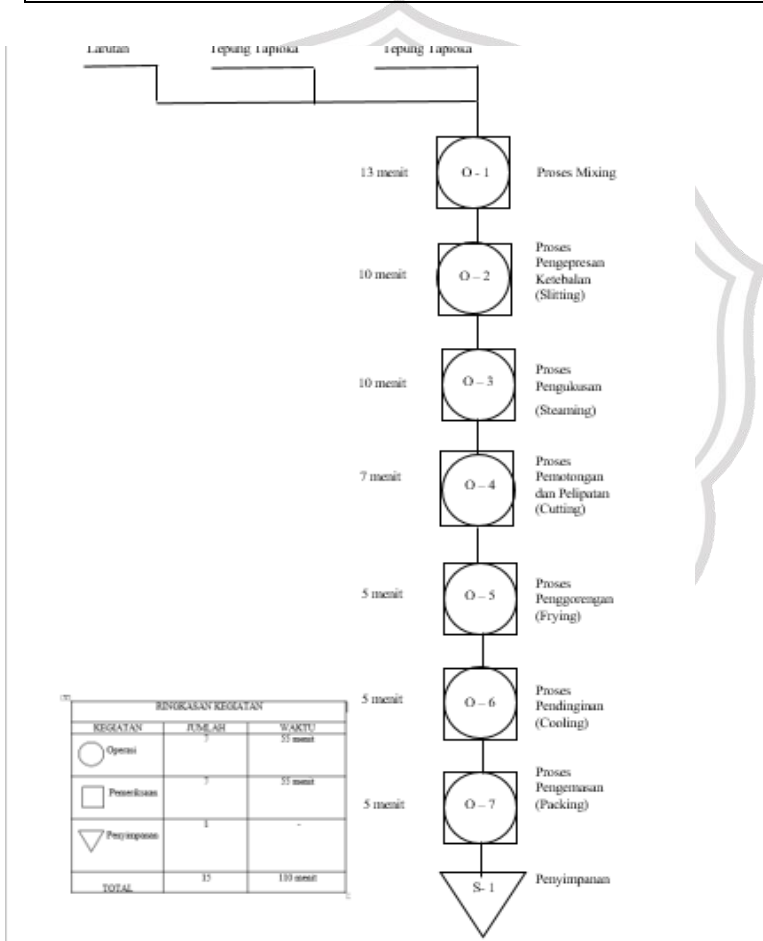 Larutan
Tepung Tapioka
Tepung Tapioka
13 menit
O - 1
Proses Mixing
10 menit
O – 2
Proses
Pengepresan
Ketebalan
(Slitting)
10 menit
O – 3
Proses
Pengukusan
(Steaming)
7 menit
O – 4
Proses
Pemotongan
dan Pelipatan
(Cutting)
5 menit
O – 5
Proses
Penggorengan
(Frying)
5 menit
O – 6
Proses
Pendinginan
(Cooling)
5 menit
O – 7
Proses
Pengemasan
(Packing)
S- 1
Penyimpanan
RINGKASAN KEGIATAN
KEGIATAN JUMLAH WAKTU
Operasi 7 55 menit
Pemeriksaan 7 55 menit
Penyimpanan 1 -
TOTAL 15 110 menit